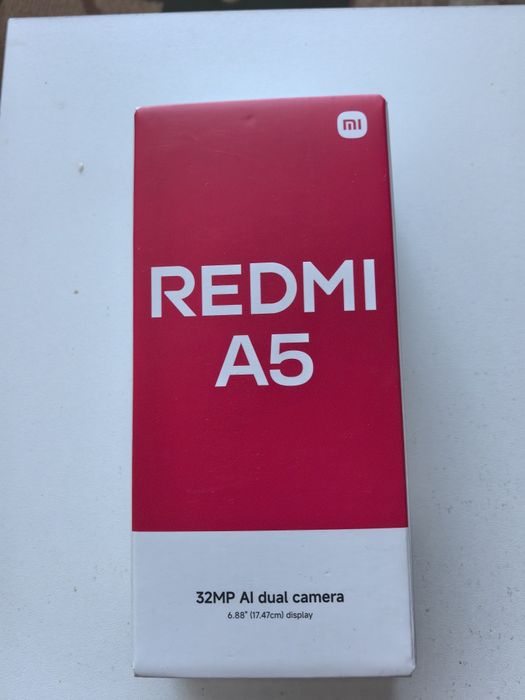 mi
REDMI
A5
32MP AI dual camera
6.88" (17.47cm) display